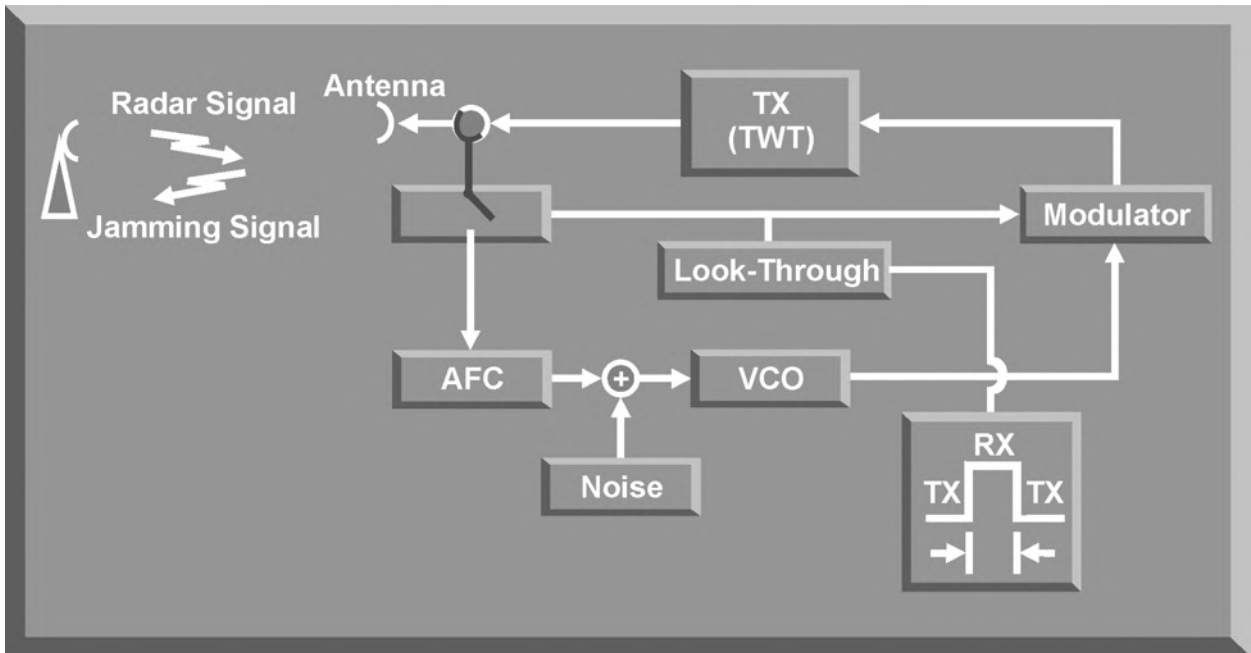 Antenna
Radar Signal
TX
(TWT)
Jamming Signal
Modulator
Look-Through
AFC
+
VCO
Noise
RX
TX
TX